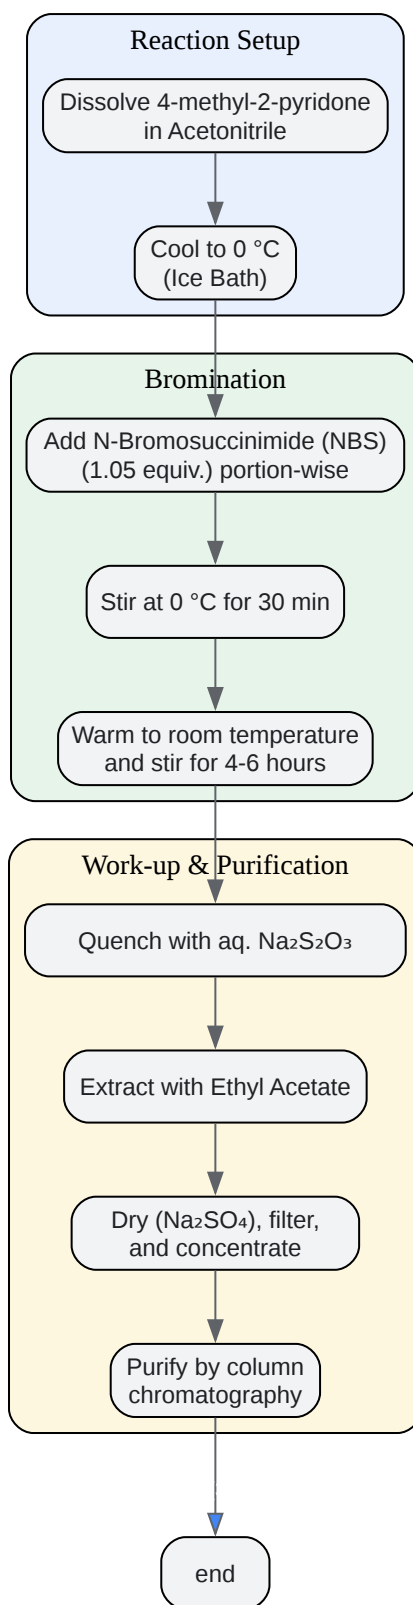 Reaction Setup
Dissolve 4-methyl-2-pyridone
in Acetonitrile
Cool to 0 °C
(Ice Bath)
Bromination
Add N-Bromosuccinimide (NBS)
(1.05 equiv.) portion-wise
Stir at 0 °C for 30 min
Warm to room temperature
and stir for 4-6 hours
Work-up & Purification
Quench with aq. Na₂S₂O₃
Extract with Ethyl Acetate
Dry (Na₂SO₄), filter,
and concentrate
Purify by column
chromatography
end